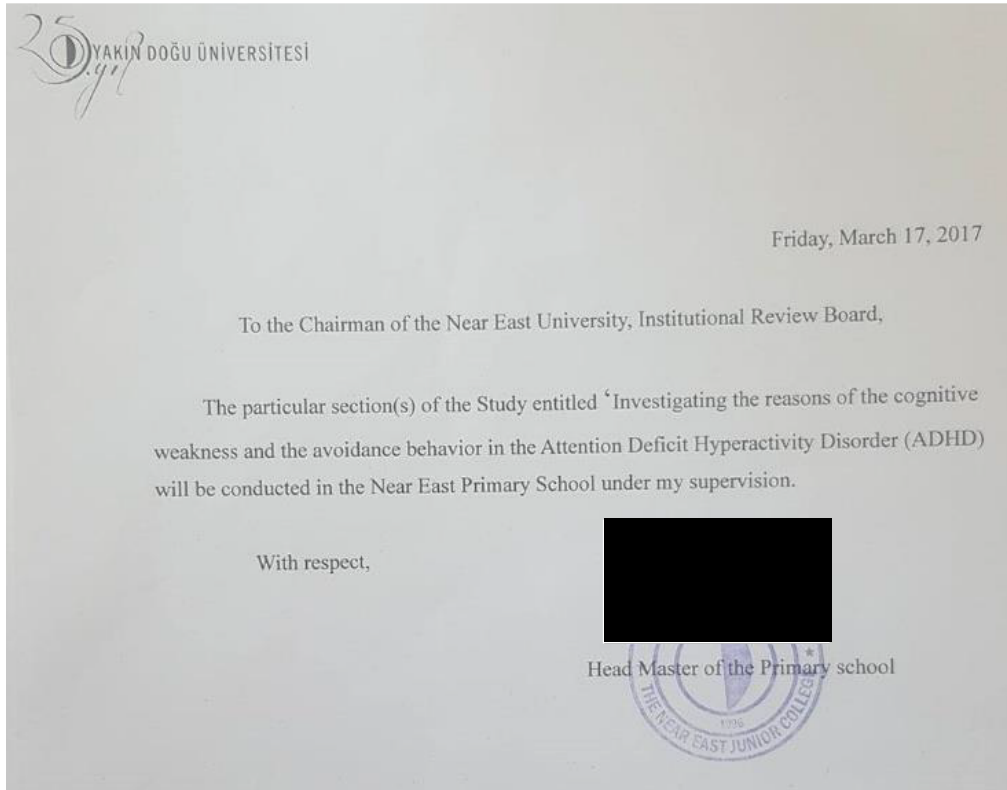 25.yıl
YAKIN DOĞU ÜNİVERSİTESİ
Friday, March 17, 2017
To the Chairman of the Near East University, Institutional Review Board,
The particular section(s) of the Study entitled ‘Investigating the reasons of the cognitive
weakness and the avoidance behavior in the Attention Deficit Hyperactivity Disorder (ADHD)
will be conducted in the Near East Primary School under my supervision.
With respect,
Head Master of the Primary school
1996
THE NEAR EAST JUNIOR COLLEGE